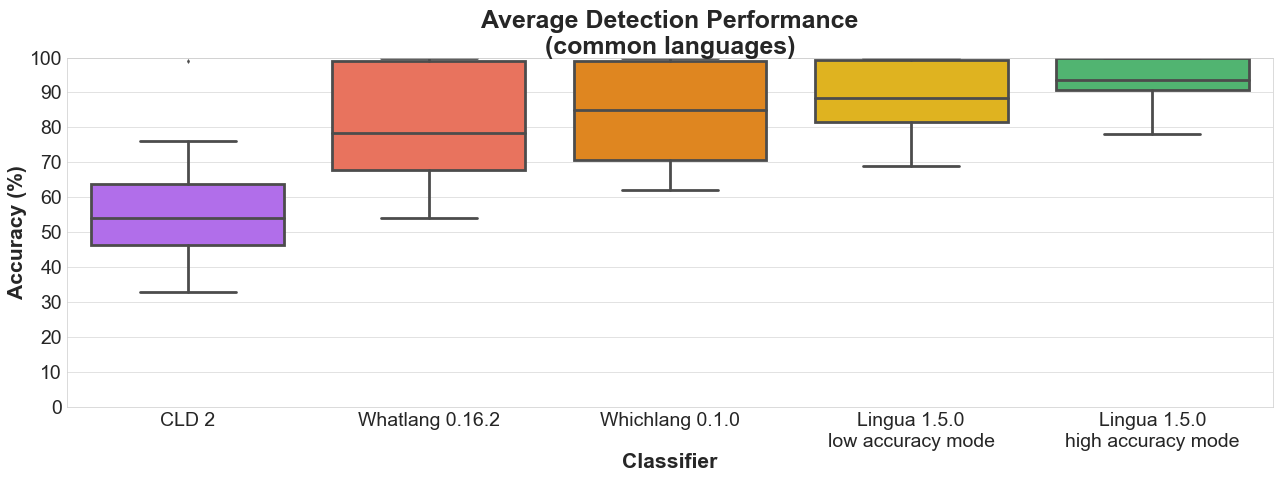 Average Detection Performance
(common languages)
Accuracy (%)
100
90
80
70
60
50
40
30
20
10
0
CLD 2
Whatlang 0.16.2
Whichlang 0.1.0
Lingua 1.5.0
low accuracy mode
Lingua 1.5.0
high accuracy mode
Classifier